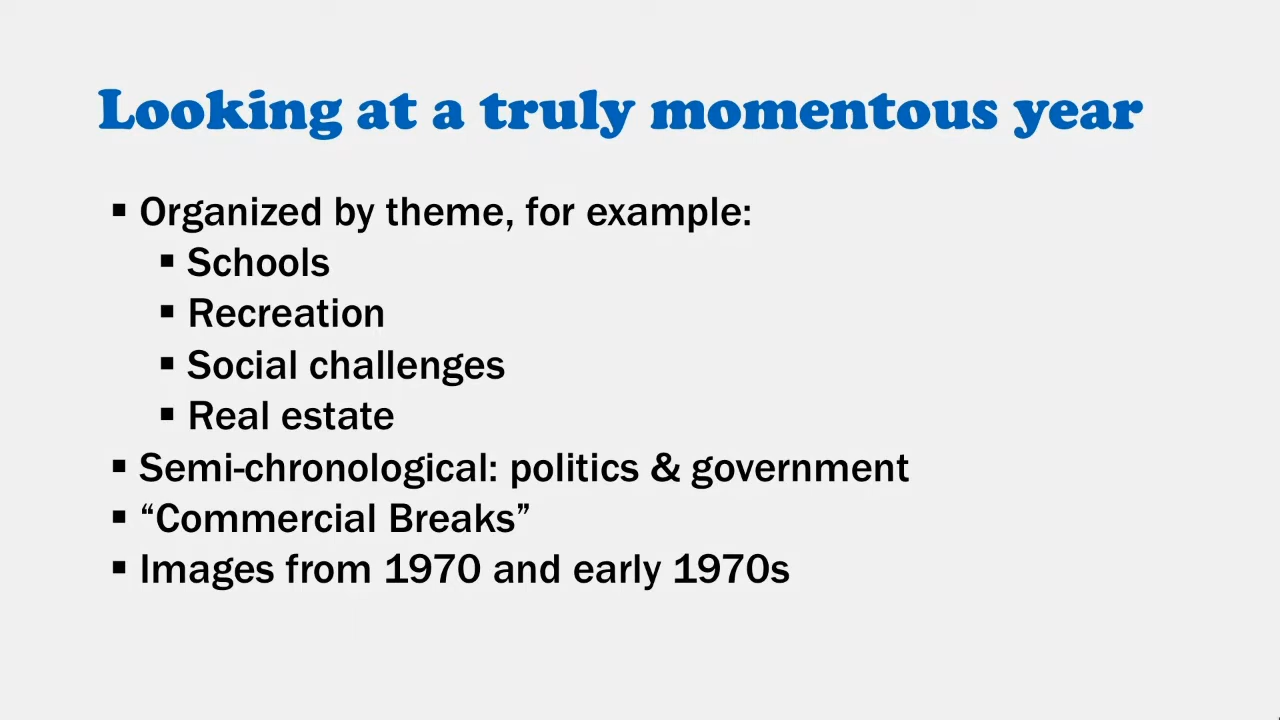 Looking at a truly momentous year
▪ Organized by theme, for example:
▪ Schools
▪ Recreation
▪ Social challenges
▪ Real estate
▪ Semi-chronological: politics & government
▪ “Commercial Breaks”
▪ Images from 1970 and early 1970s